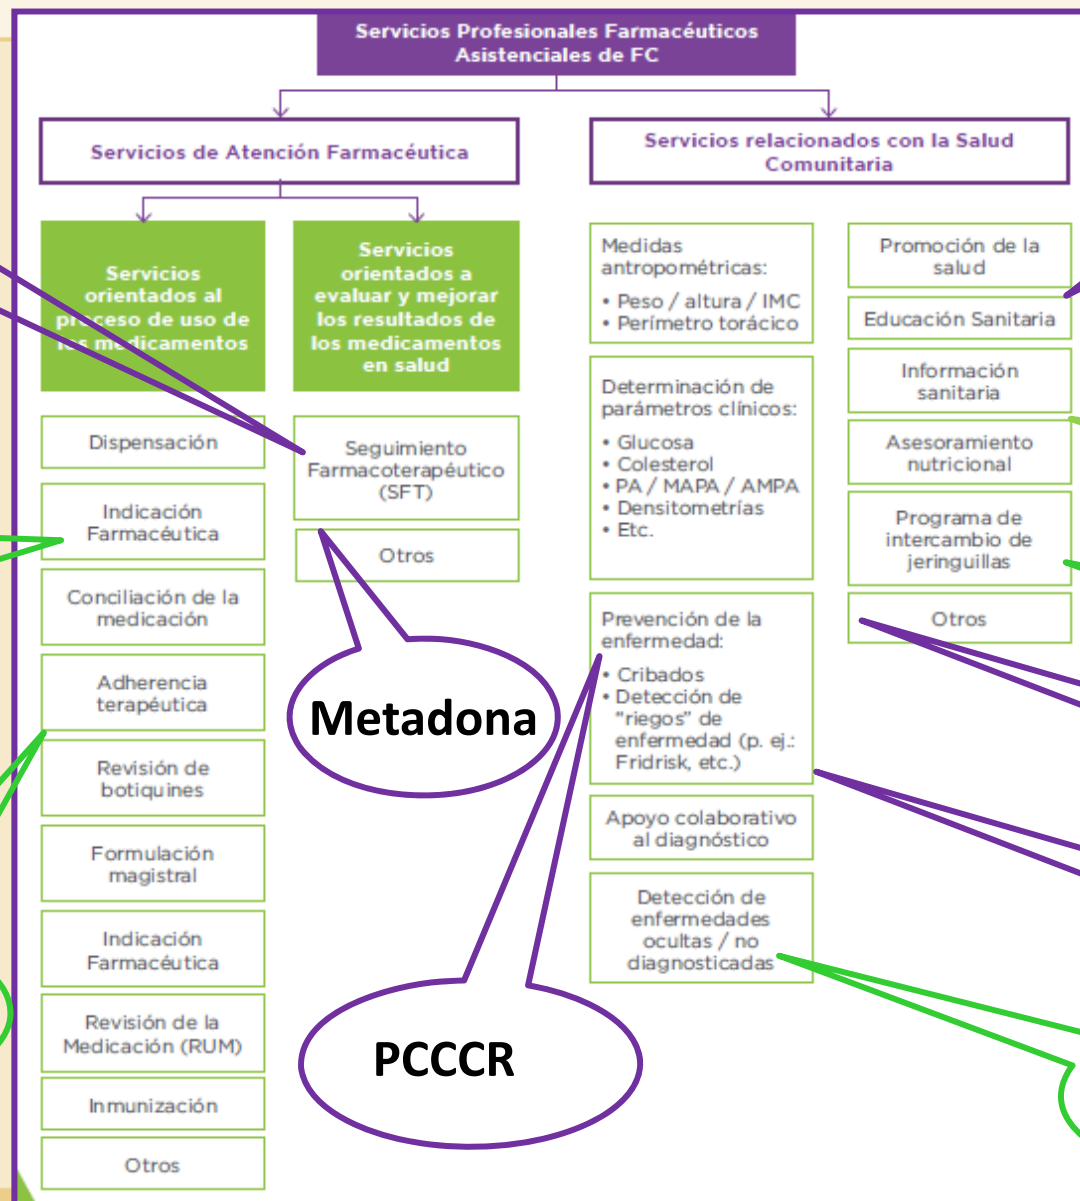 Servicios Profesionales Farmacéuticos
Asistenciales de FC
Servicios de Atención Farmacéutica
Servicios relacionados con la Salud
Comunitaria
Servicios
orientados al
proceso de uso de
los medicamentos
Servicios
orientados a
evaluar y mejorar
los resultados de
los medicamentos
en salud
Dispensación
Indicación
Farmacéutica
Conciliación de la
medicación
Adherencia
terapéutica
Revisión de
botiquines
Formulación
magistral
Indicación
Farmacéutica
Revisión de la
Medicación (RUM)
Inmunización
Otros
Seguimiento
Farmacoterapéutico
(SFT)
Otros
Metadona
PCCCR
Medidas
antropométricas:
• Peso / altura / IMC
• Perímetro torácico
Determinación de
parámetros clínicos:
• Glucosa
• Colesterol
• PA / MAPA / AMPA
• Densitometrías
• Etc.
Prevención de la
enfermedad:
• Cribados
• Detección de
“riegos” de
enfermedad (p. ej.:
Fridrisk, etc.)
Apoyo colaborativo
al diagnóstico
Detección de
enfermedades
ocultas / no
diagnosticadas
Promoción de la
salud
Educación Sanitaria
Información
sanitaria
Asesoramiento
nutricional
Programa de
intercambio de
jeringuillas
Otros